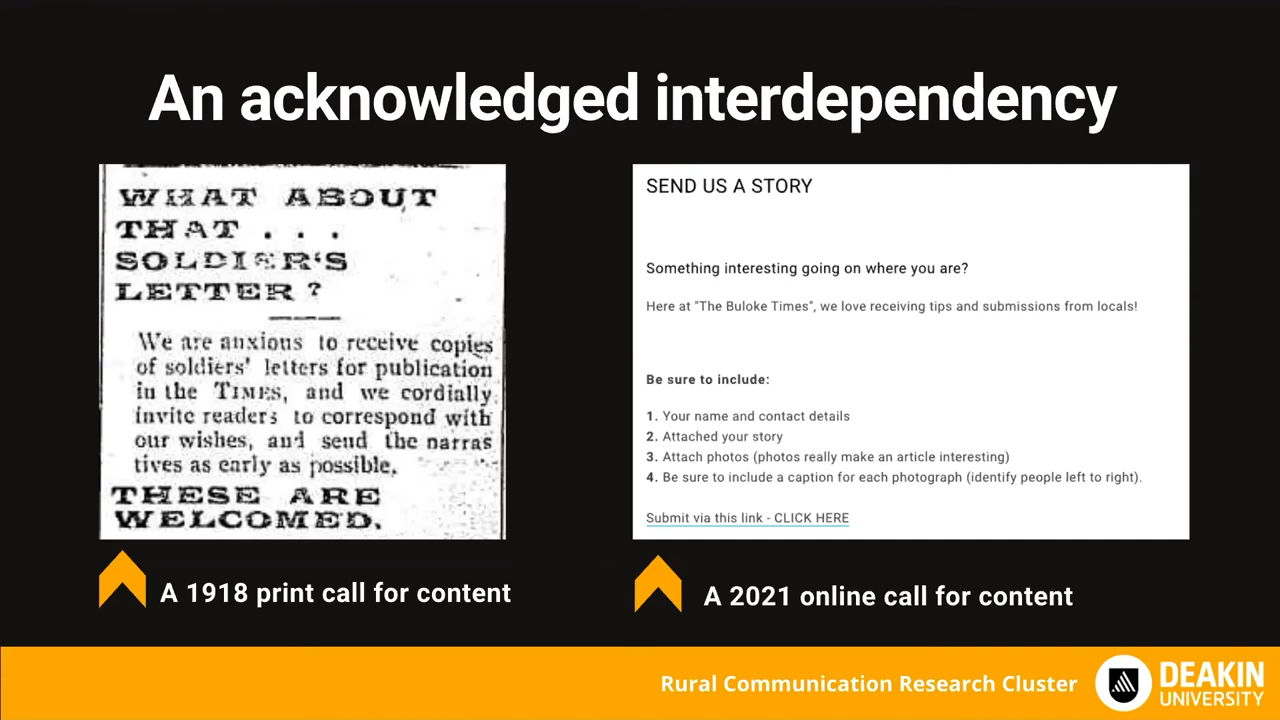 An acknowledged interdependency
WHAT ABOUT
THAT . . .
SOLDIER'S
LETTER ?
We are anxious to receive copies
of soldiers' letters for publication
in the TIMES, and we cordially
invite readers to correspond with
our wishes, and send the narras
tives as early as possible.
THESE ARE
WELCOMED.
A 1918 print call for content
SEND US A STORY
Something interesting going on where you are?
Here at "The Buloke Times", we love receiving tips and submissions from locals!
Be sure to include:
1. Your name and contact details
2. Attached your story
3. Attach photos (photos really make an article interesting)
4. Be sure to include a caption for each photograph (identify people left to right).
Submit via this link - CLICK HERE
A 2021 online call for content
Rural Communication Research Cluster
DEAKIN
UNIVERSITY